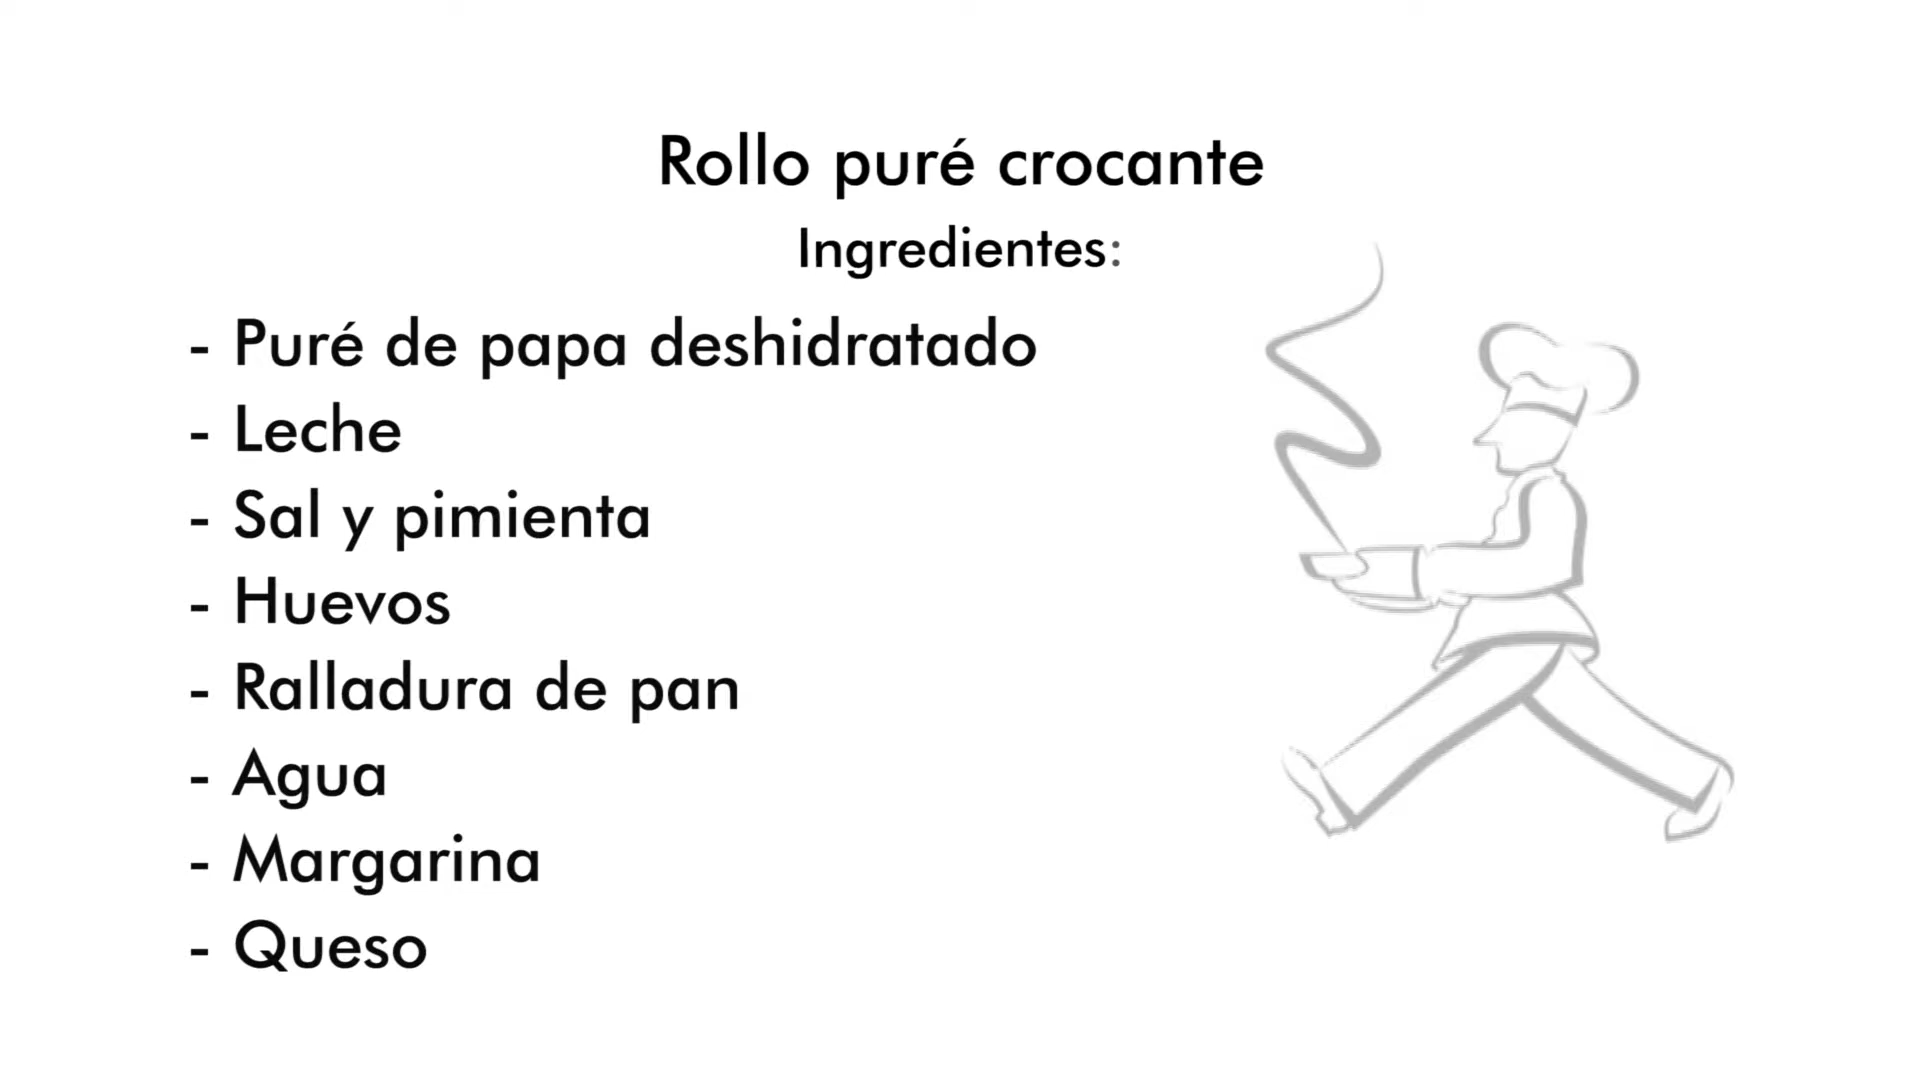 Rollo puré crocante
Ingredientes:
- Puré de papa deshidratado
- Leche
- Sal y pimienta
- Huevos
- Ralladura de pan
- Agua
- Margarina
- Queso